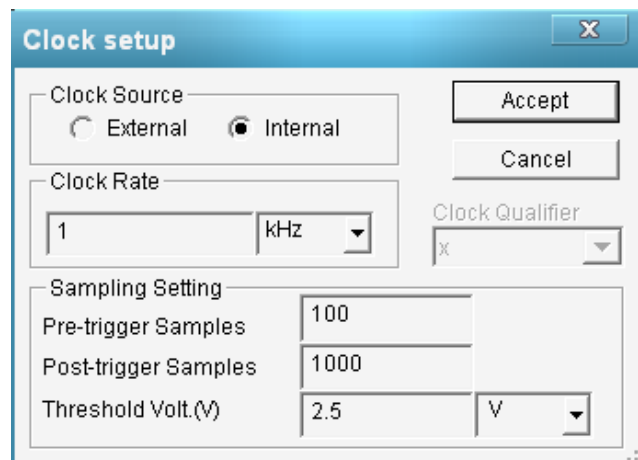 Clock setup
x
Clock Source
External
Internal
Accept
Cancel
Clock Rate
1
kHz
Clock Qualifier
x
Sampling Setting
Pre-trigger Samples
100
Post-trigger Samples
1000
Threshold Volt.(V)
2.5
V